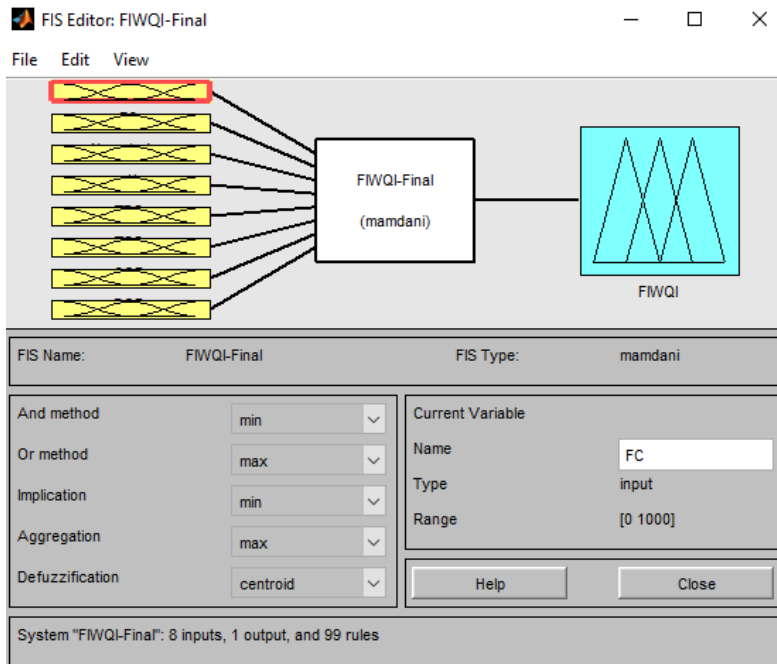 FIS Editor: FIWQI-Final
File Edit View
FIWQI-Final
(mamdani)
FIWQI
FIS Name: FIWQI-Final FIS Type: mamdani
And method min
Or method max
Implication min
Aggregation max
Defuzzification centroid
Current Variable
Name FC
Type input
Range [0 1000]
Help Close
System "FIWQI-Final": 8 inputs, 1 output, and 99 rules